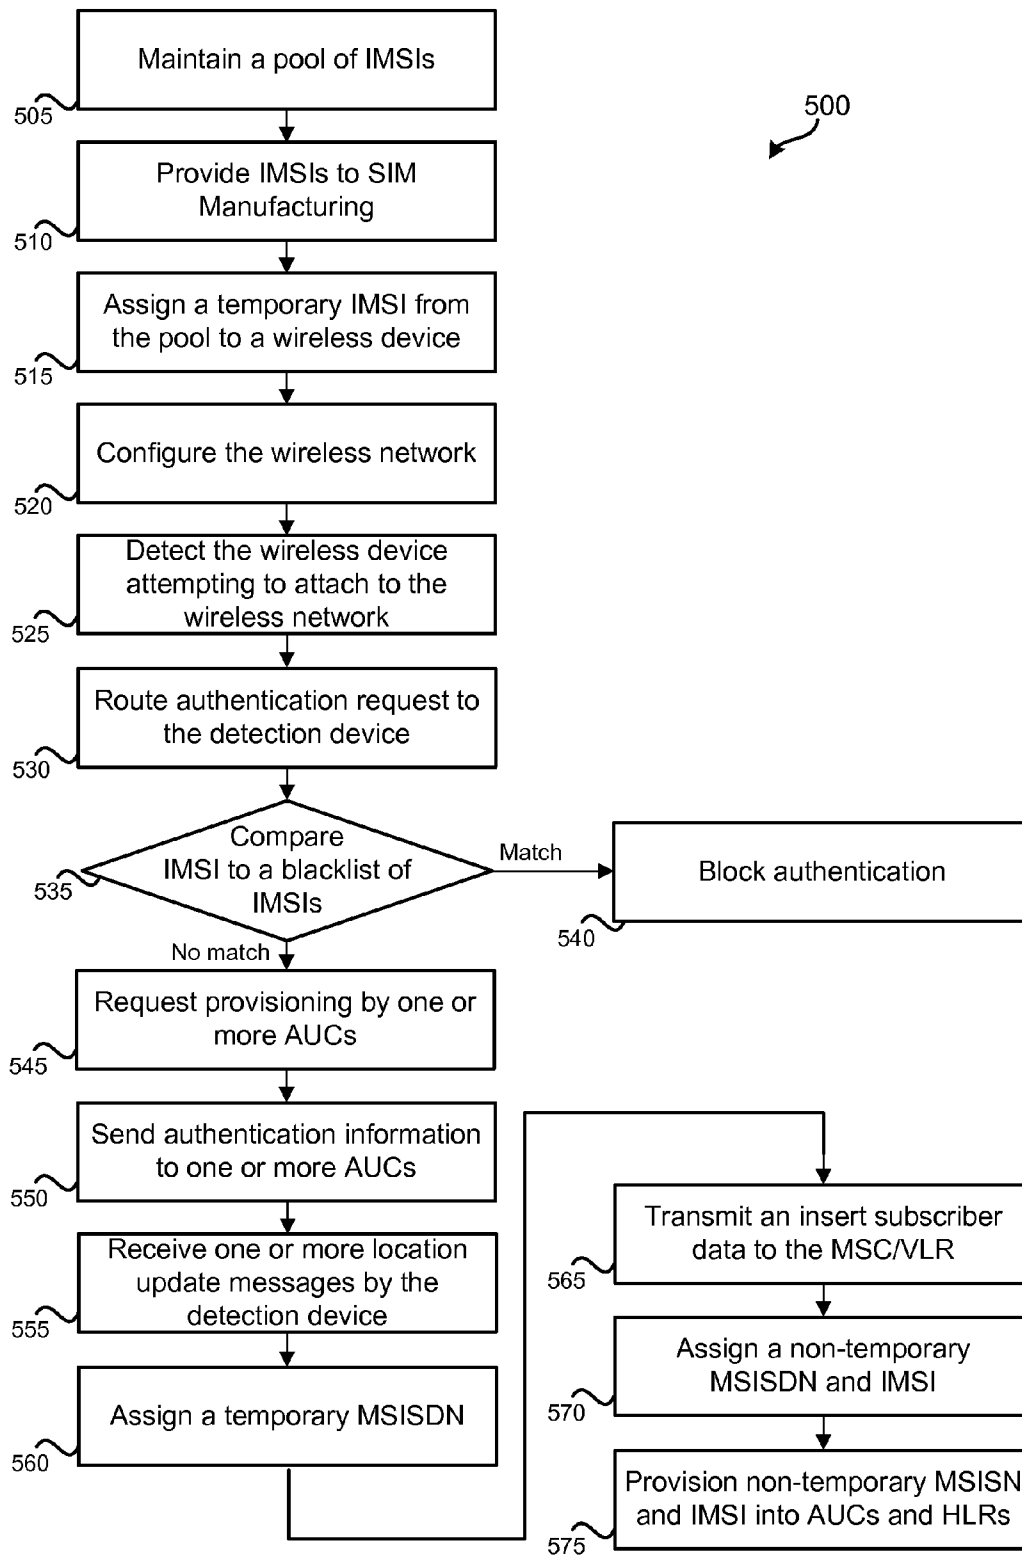 Maintain a pool of IMSIs
505
500
Provide IMSIs to SIM
Manufacturing
510
Assign a temporary IMSI from
the pool to a wireless device
515
Configure the wireless network
520
Detect the wireless device
attempting to attach to the
wireless network
525
Route authentication request to
the detection device
530
Compare
IMSI to a blacklist of
IMSIs
535
Match
Block authentication
540
No match
Request provisioning by one or
more AUCs
545
Send authentication information
to one or more AUCs
550
Receive one or more location
update messages by the
detection device
555
Assign a temporary MSISDN
560
Transmit an insert subscriber
data to the MSC/VLR
565
Assign a non-temporary
MSISDN and IMSI
570
Provision non-temporary MSISN
and IMSI into AUCs and HLRs
575